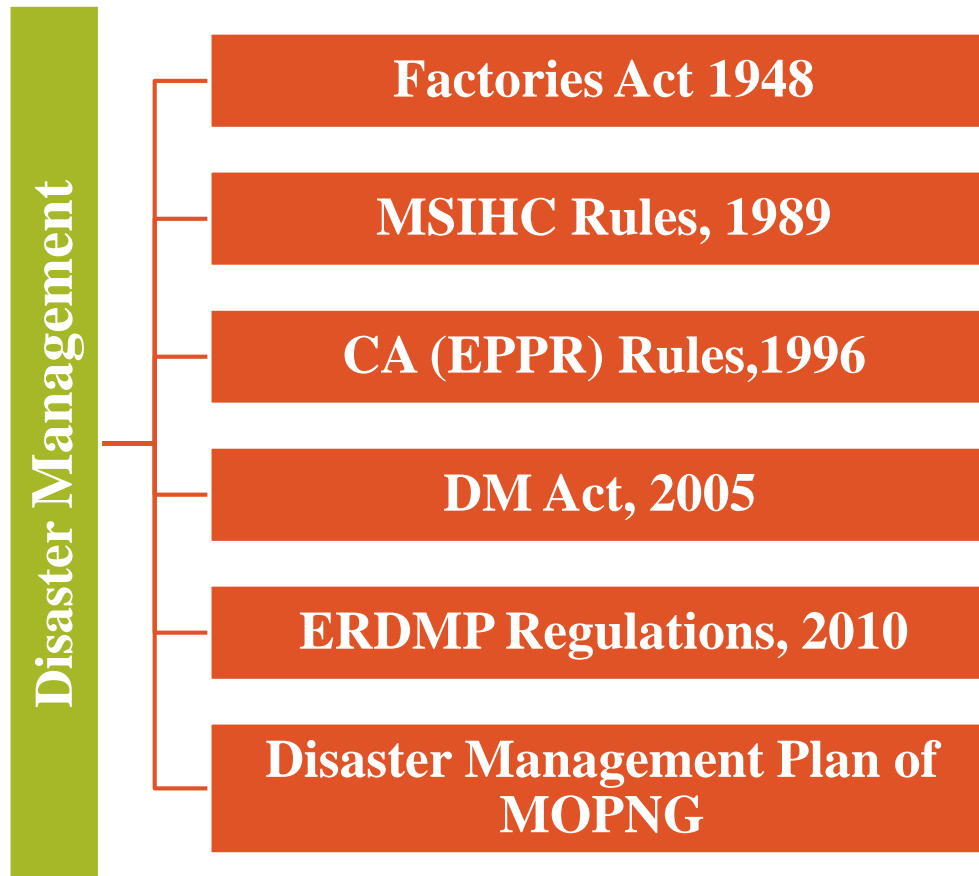 Disaster Management
Factories Act 1948
MSIHC Rules, 1989
CA (EPPR) Rules,1996
DM Act, 2005
ERDMP Regulations, 2010
Disaster Management Plan of
MOPNG